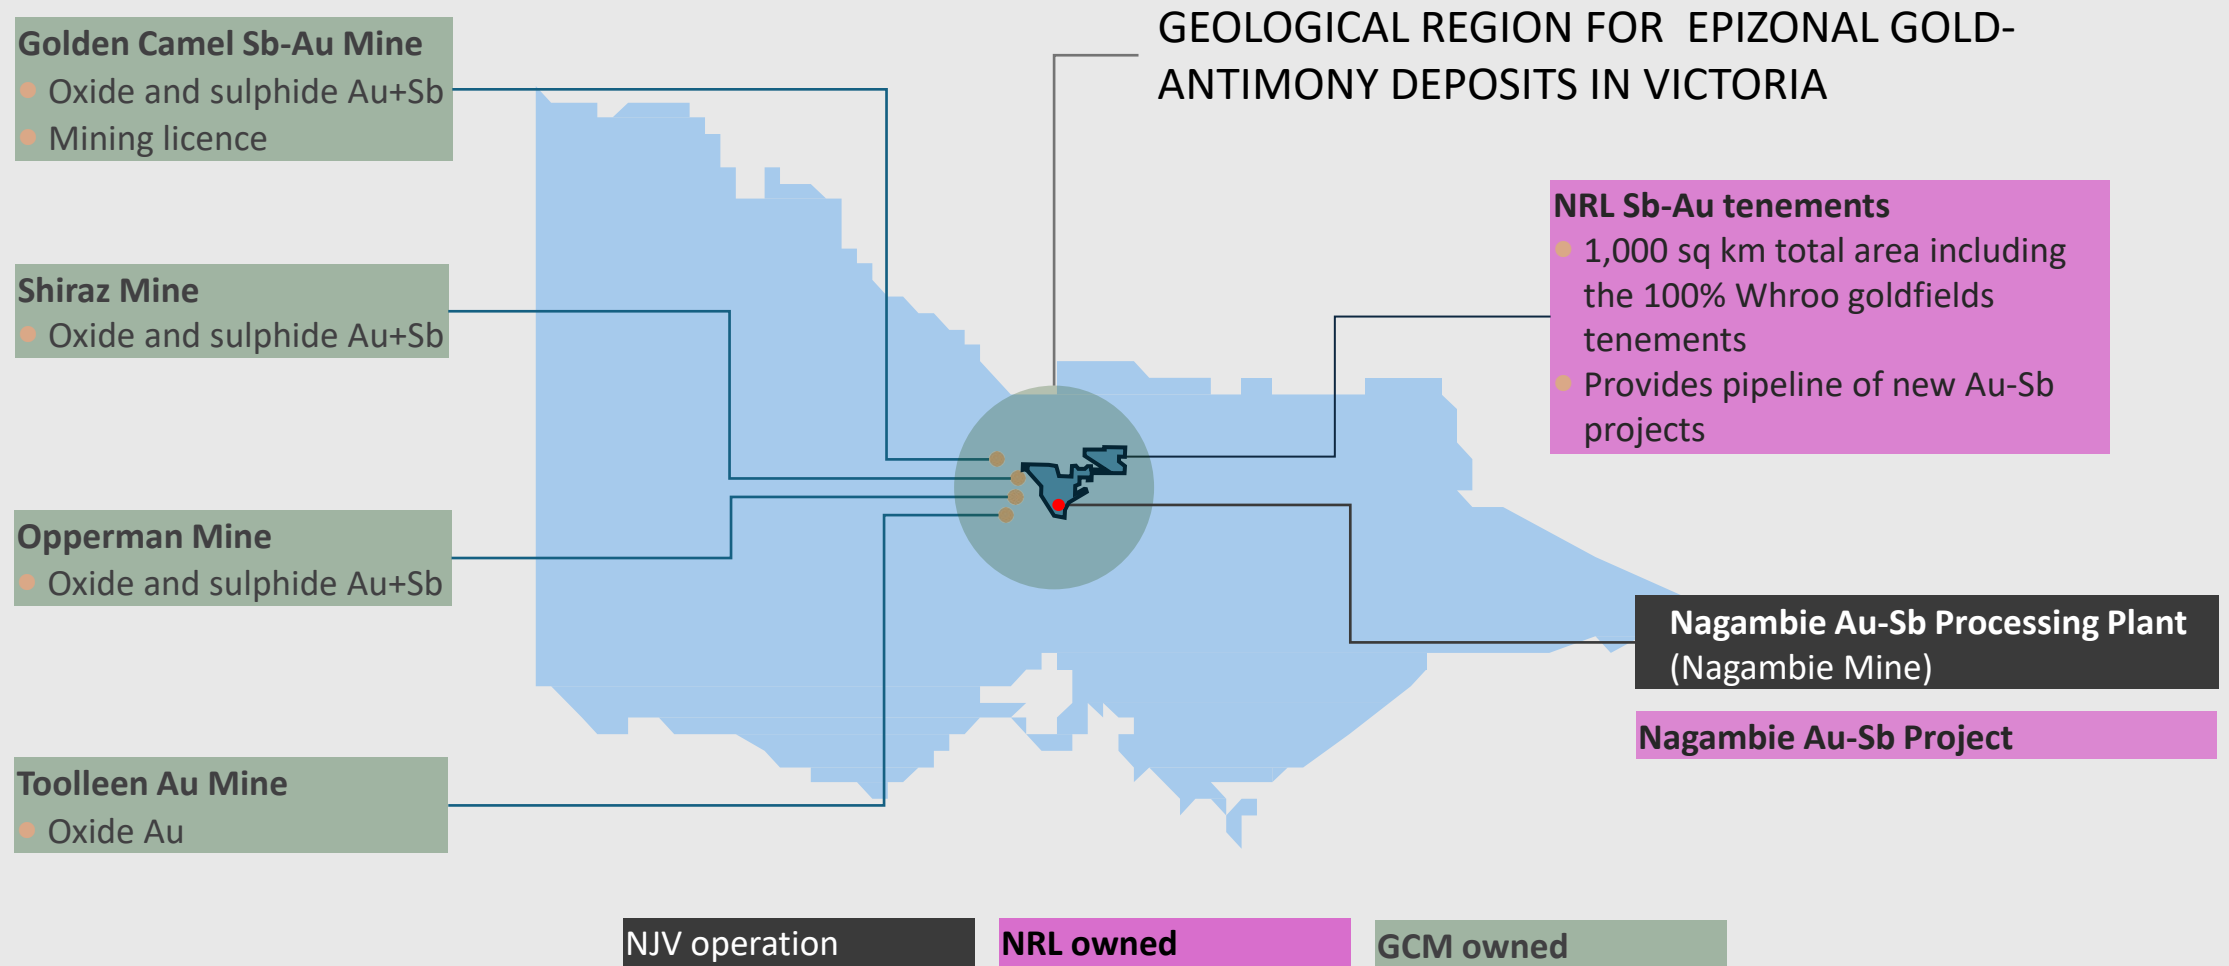 GEOLOGICAL REGION FOR EPIZONAL GOLD-
ANTIMONY DEPOSITS IN VICTORIA
Golden Camel Sb-Au Mine
Oxide and sulphide Au+Sb
Mining licence
Shiraz Mine
Oxide and sulphide Au+Sb
Opperman Mine
Oxide and sulphide Au+Sb
Toolleen Au Mine
Oxide Au
NRL Sb-Au tenements
1,000 sq km total area including
the 100% Whroo goldfields
tenements
Provides pipeline of new Au-Sb
projects
Nagambie Au-Sb Processing Plant
(Nagambie Mine)
Nagambie Au-Sb Project
NJV operation
NRL owned
GCM owned